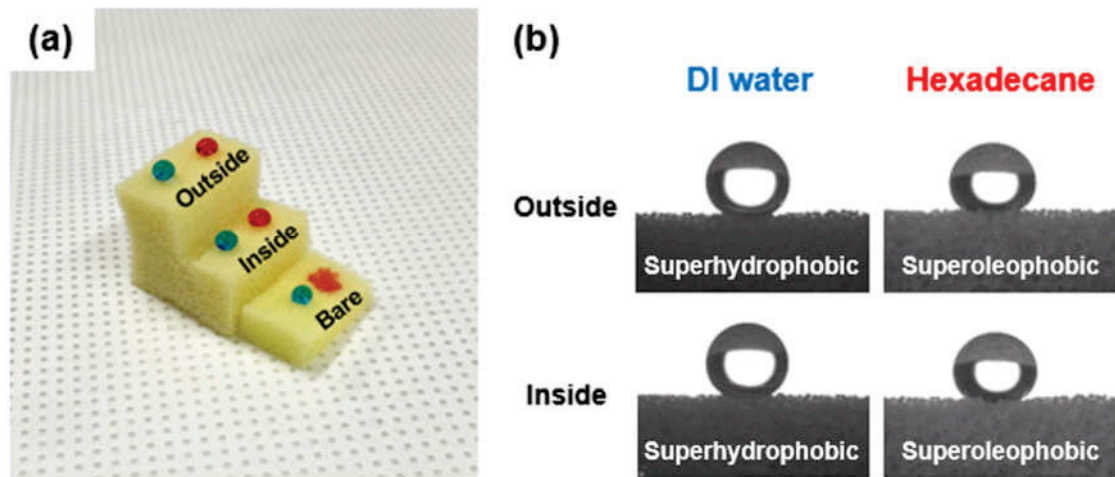 (a)
Outside
Inside
Bare
(b)
DI water
Hexadecane
Outside
Superhydrophobic
Superoleophobic
Inside
Superhydrophobic
Superoleophobic